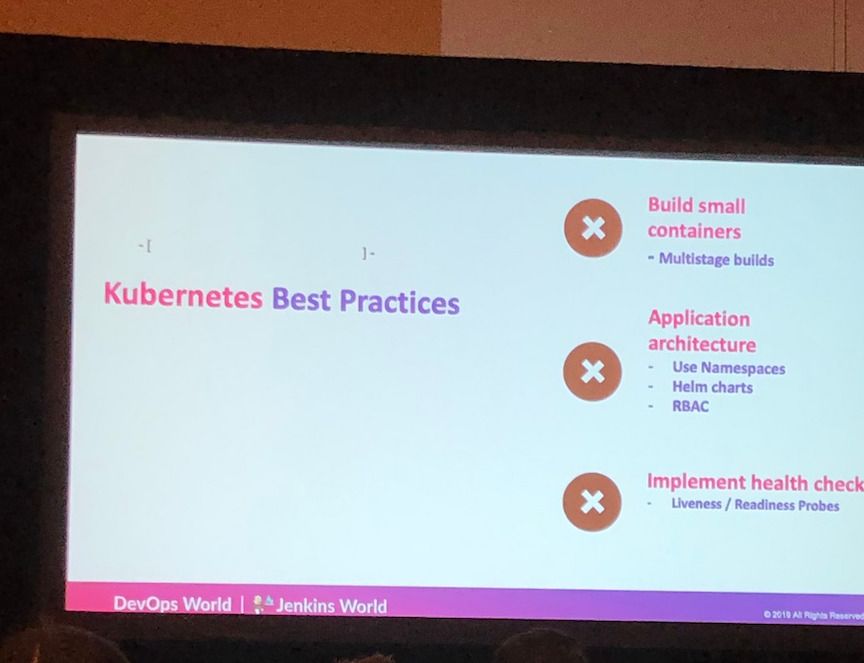 -[ ]-
Kubernetes Best Practices
Build small
containers
- Multistage builds
Application
architecture
- Use Namespaces
- Helm charts
- RBAC
Implement health check
- Liveness / Readiness Probes
DevOps World | Jenkins World
© 2019 All Rights Reserved